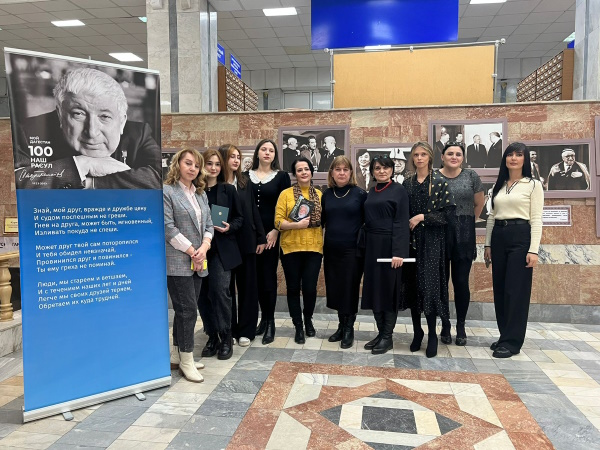 МОЙ
ДАГЕСТАН
100
НАШ
РАСУЛ
Знай, мой друг, вражде и дружбе цену
И судом поспешным не греши.
Гнев на друга, может быть, мгновенный,
Изливать покуда не спеши.
Может друг твой сам поторопился
И тебя обидел невзначай,
Провинился друг и повинился -
Ты ему греха не поминай.
Люди, мы стареем и ветшаем,
И с течением наших лет и дней
Легче мы своих друзей теряем,
Обретаем их куда трудней.